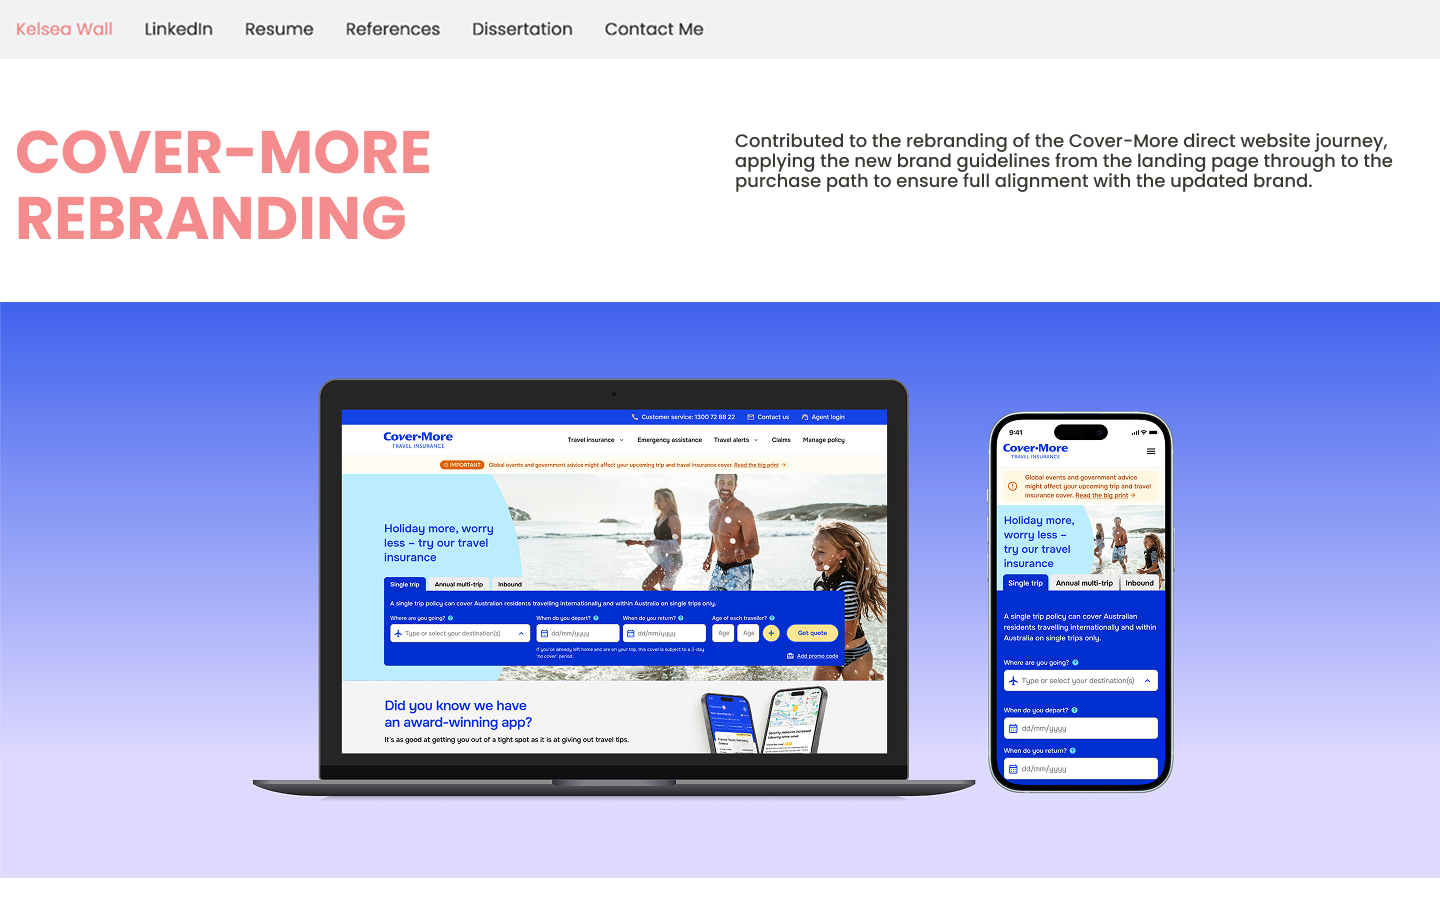 Kelsea Wall LinkedIn Resume References Dissertation Contact Me
COVER-MORE
REBRANDING
Contributed to the rebranding of the Cover-More direct website journey,
applying the new brand guidelines from the landing page through to the
purchase path to ensure full alignment with the updated brand.
Customer service: 1300 72 88 22 Contact us Agent login
Cover-More
TRAVEL INSURANCE
Travel insurance Emergency assistance Travel alerts Claims Manage policy
IMPORTANT Global events and government advice might affect your upcoming trip and travel insurance cover. Read the big print →
Holiday more, worry
less – try our travel
insurance
Single trip Annual multi-trip Inbound
A single trip policy can cover Australian residents travelling internationally and within Australia on single trips only.
Where are you going? When do you depart? When do you return? Age of each traveller?
Type or select your destination(s) dd/mm/yyyy dd/mm/yyyy Age Age + Get quote
If you've already left home and are on your trip, this cover is subject to a 3-day
'no cover' period.
Add promo code
Did you know we have
an award-winning app?
It's as good at getting you out of a tight spot as it is at giving out travel tips.
9:41
Cover-More
TRAVEL INSURANCE
Global events and government advice
might affect your upcoming trip and travel
insurance cover. Read the big print →
Holiday more,
worry less –
try our travel
insurance
Single trip Annual multi-trip Inbound
A single trip policy can cover Australian
residents travelling internationally and within
Australia on single trips only.
Where are you going?
Type or select your destination(s)
When do you depart?
dd/mm/yyyy
When do you return?
dd/mm/yyyy